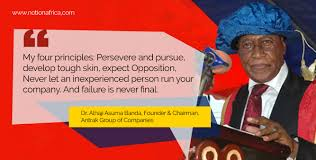 www.notionafrica.com
My four principles: Persevere and pursue,
develop tough skin, expect Opposition,
Never let an inexperienced person run your
company. And failure is never final.
Dr. Alhaji Asuma Banda, Founder & Chairman,
Antrak Group of Companies